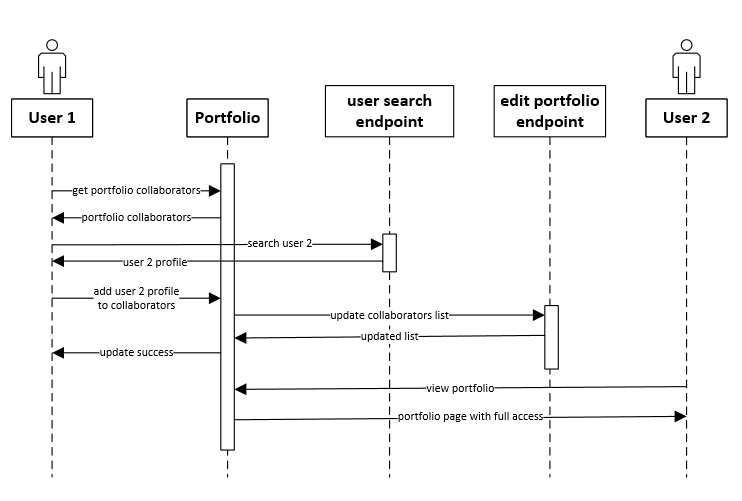 User 1
Portfolio
user search
endpoint
edit portfolio
endpoint
User 2
get portfolio collaborators
portfolio collaborators
search user 2
user 2 profile
add user 2 profile
to collaborators
update collaborators list
updated list
update success
view portfolio
portfolio page with full access